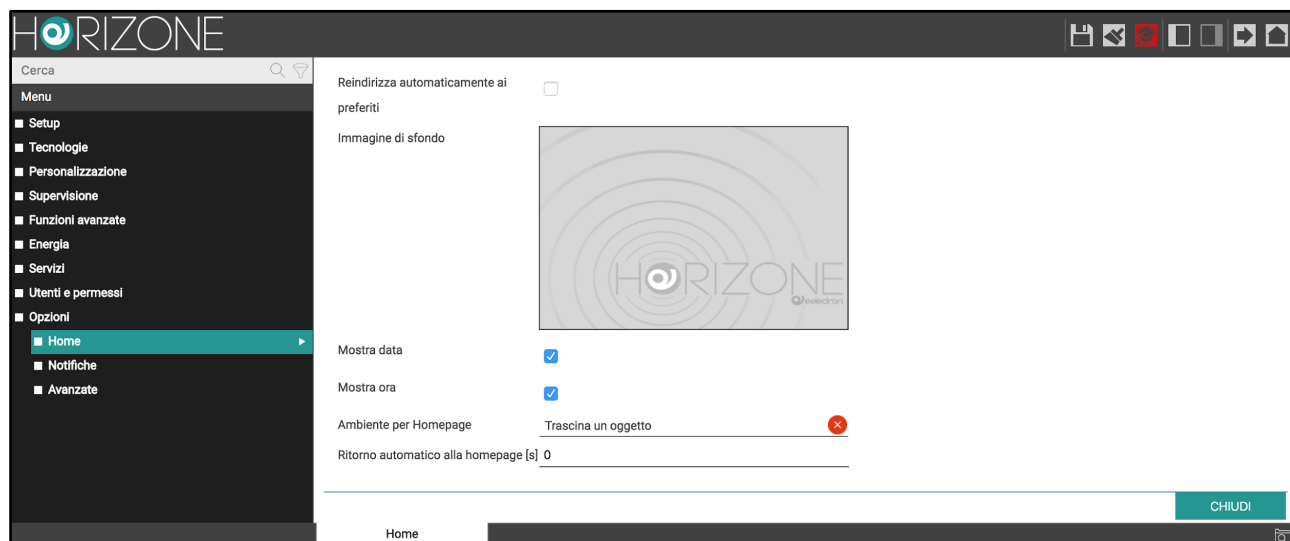 HORIZONE
Cerca
Menu
Setup
Tecnologie
Personalizzazione
Supervisione
Funzioni avanzate
Energia
Servizi
Utenti e permessi
Opzioni
Home
Notifiche
Avanzate
Reindirizza automaticamente ai
preferiti
Immagine di sfondo
HORIZONE
eelectron
Mostra data
Mostra ora
Ambiente per Homepage Trascina un oggetto
Ritorno automatico alla homepage [s] 0
CHIUDI
Home